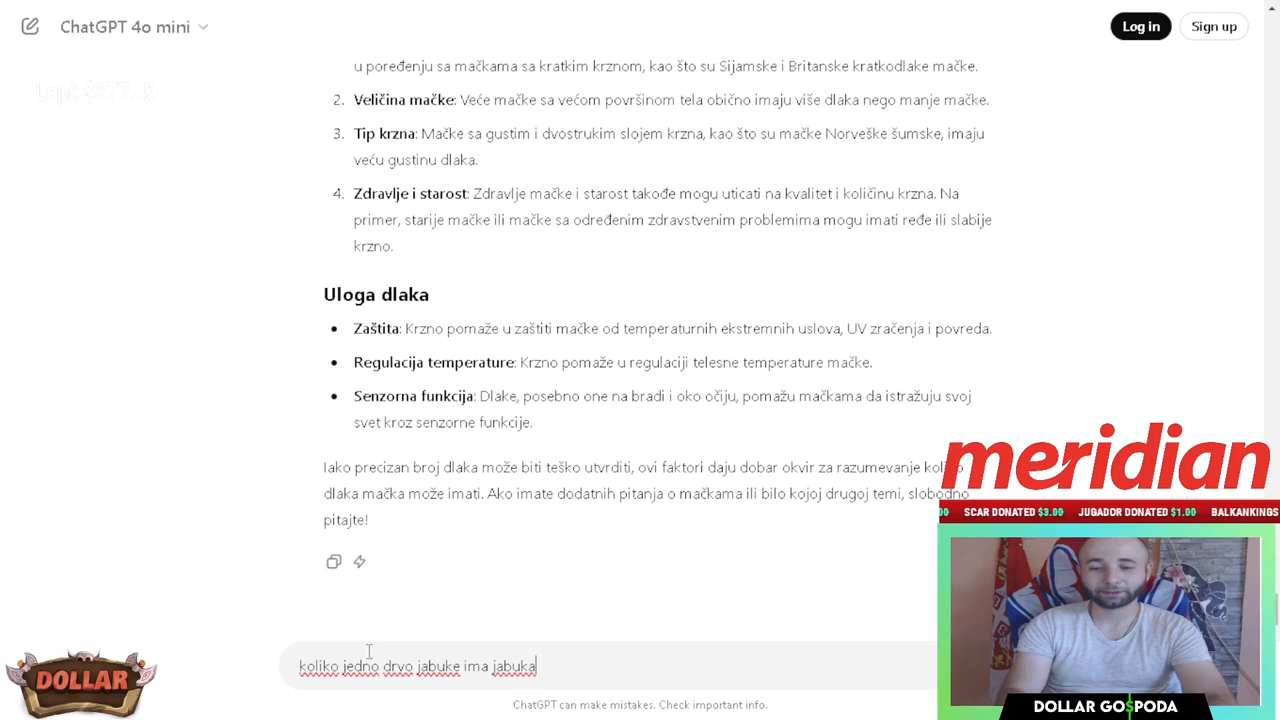 ChatGPT 4o mini
Log in
Sign up
u poređenju sa mačkama sa kratkim krznom, kao što su Sijamske i Britanske kratkodlake mačke.
2. Veličina mačke: Veće mačke sa većom površinom tela obično imaju više dlaka nego manje mačke.
3. Tip krzna: Mačke sa gustim i dvostrukim slojem krzna, kao što su mačke Norveške šumske, imaju
veću gustinu dlaka.
4. Zdravlje i starost: Zdravlje mačke i starost takođe mogu uticati na kvalitet i količinu krzna. Na
primer, starije mačke ili mačke sa određenim zdravstvenim problemima mogu imati ređe ili slabije
krzno.
Uloga dlaka
• Zaštita: Krzno pomaže u zaštiti mačke od temperaturnih ekstremnih uslova, UV zračenja i povreda.
• Regulacija temperature: Krzno pomaže u regulaciji telesne temperature mačke.
• Senzorna funkcija: Dlake, posebno one na bradi i oko očiju, pomažu mačkama da istražuju svoj
svet kroz senzorne funkcije.
Iako precizan broj dlaka može biti teško utvrditi, ovi faktori daju dobar okvir za razumevanje
dlaka mačka može imati. Ako imate dodatnih pitanja o mačkama ili bilo kojoj drugoj temi, slobodno
pitajte!
meridian
SCAR DONATED $3.00 JUGADOR DONATED $1.00 BALKANKINGS
koliko jedno drvo jabuke ima jabuka
ChatGPT can make mistakes. Check important info.
DOLLAR
DOLLAR GO$PODA